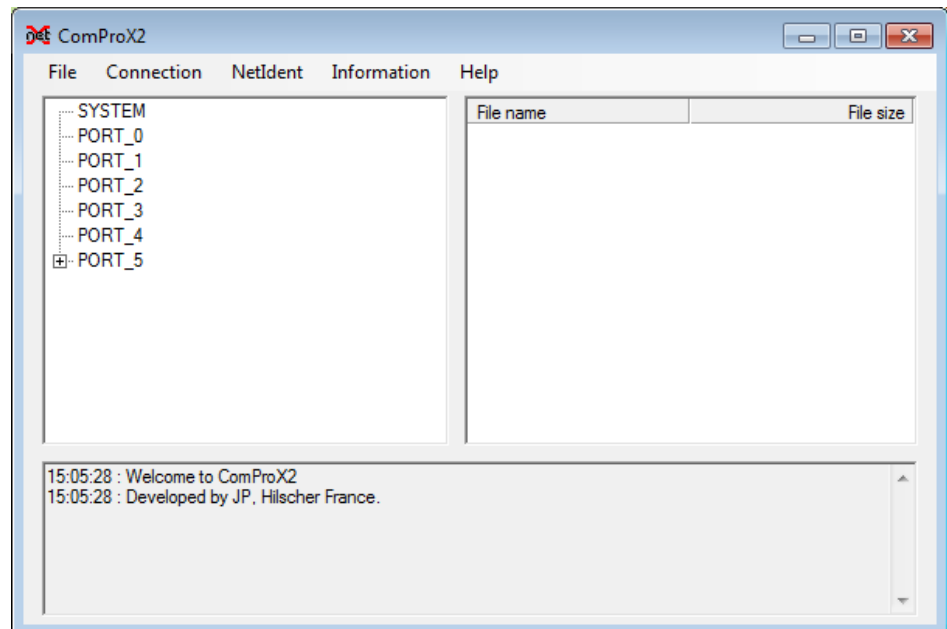 net ComProX2
File Connection NetIdent Information Help
SYSTEM
PORT_0
PORT_1
PORT_2
PORT_3
PORT_4
PORT_5
File name File size
15:05:28 : Welcome to ComProX2
15:05:28 : Developed by JP, Hilscher France.